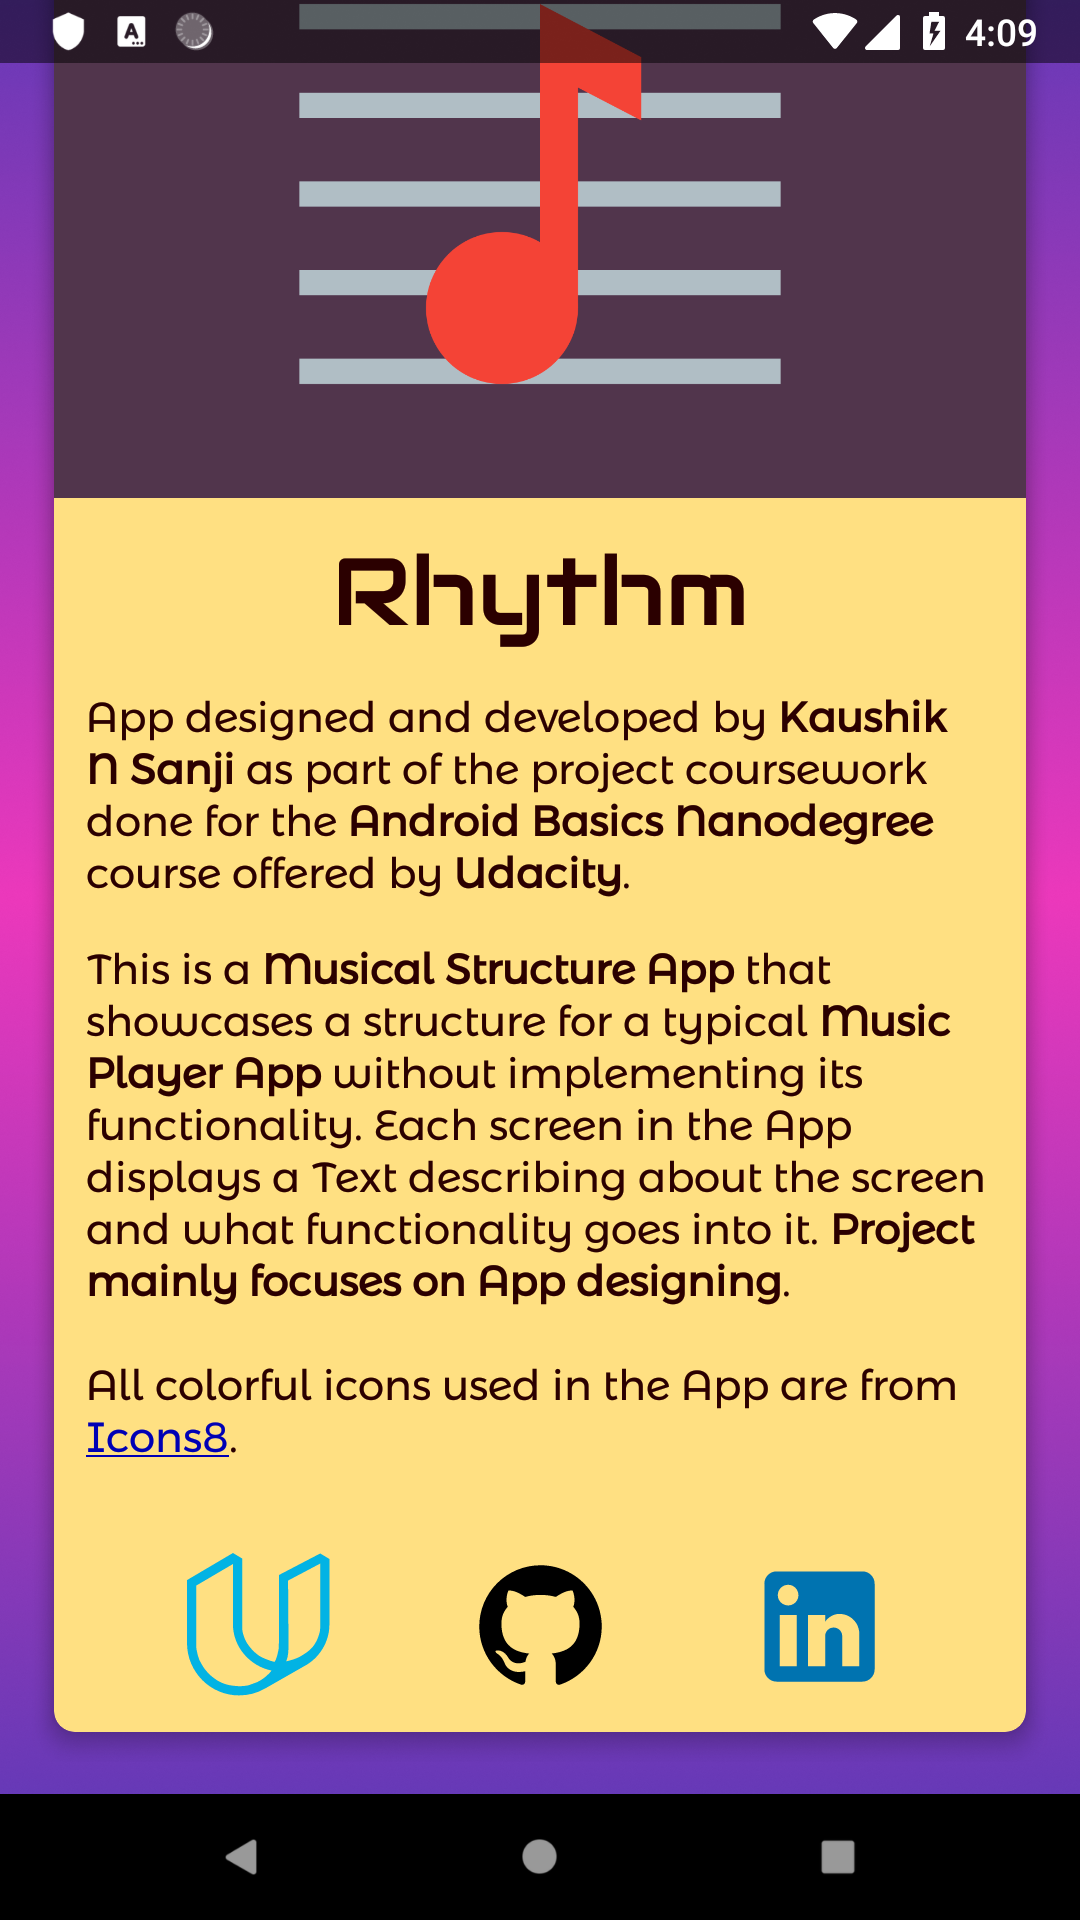 4:09
Rhythm
App designed and developed by Kaushik
N Sanji as part of the project coursework
done for the Android Basics Nanodegree
course offered by Udacity.
This is a Musical Structure App that
showcases a structure for a typical Music
Player App without implementing its
functionality. Each screen in the App
displays a Text describing about the screen
and what functionality goes into it. Project
mainly focuses on App designing.
All colorful icons used in the App are from
Icons8.
in